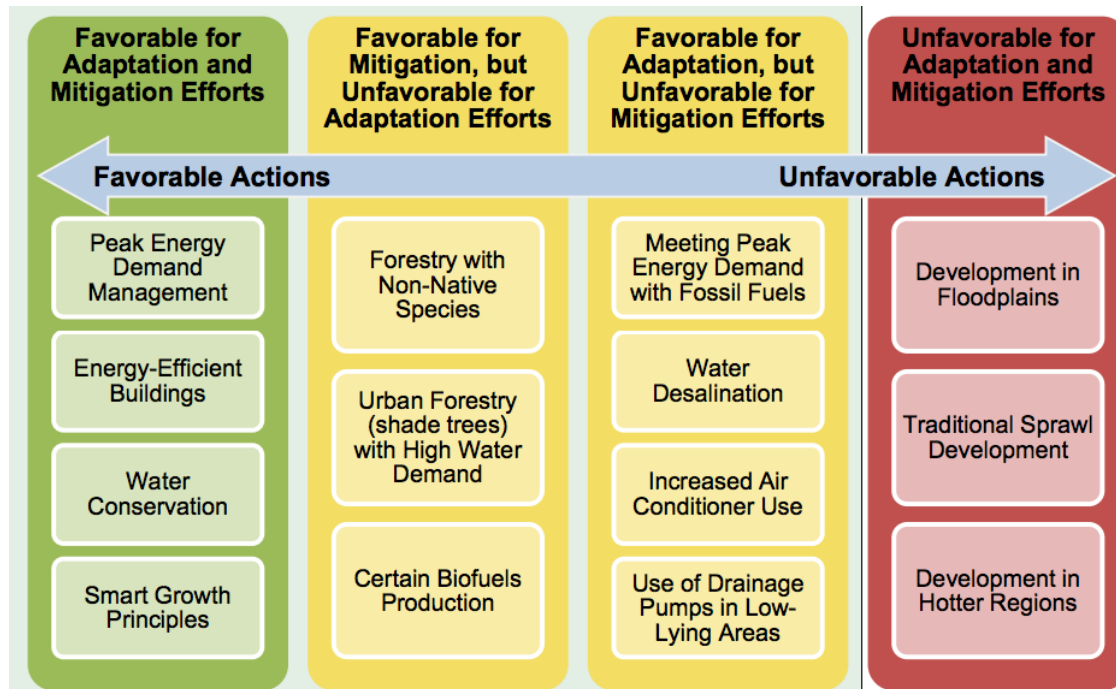 Favorable for
Adaptation and
Mitigation Efforts
Favorable for
Mitigation, but
Unfavorable for
Adaptation Efforts
Favorable for
Adaptation, but
Unfavorable for
Mitigation Efforts
Unfavorable for
Adaptation and
Mitigation Efforts
Favorable Actions
Unfavorable Actions
Peak Energy
Demand
Management
Energy-Efficient
Buildings
Water
Conservation
Smart Growth
Principles
Forestry with
Non-Native
Species
Urban Forestry
(shade trees)
with High Water
Demand
Certain Biofuels
Production
Meeting Peak
Energy Demand
with Fossil Fuels
Water
Desalination
Increased Air
Conditioner Use
Use of Drainage
Pumps in Low-
Lying Areas
Development in
Floodplains
Traditional Sprawl
Development
Development in
Hotter Regions